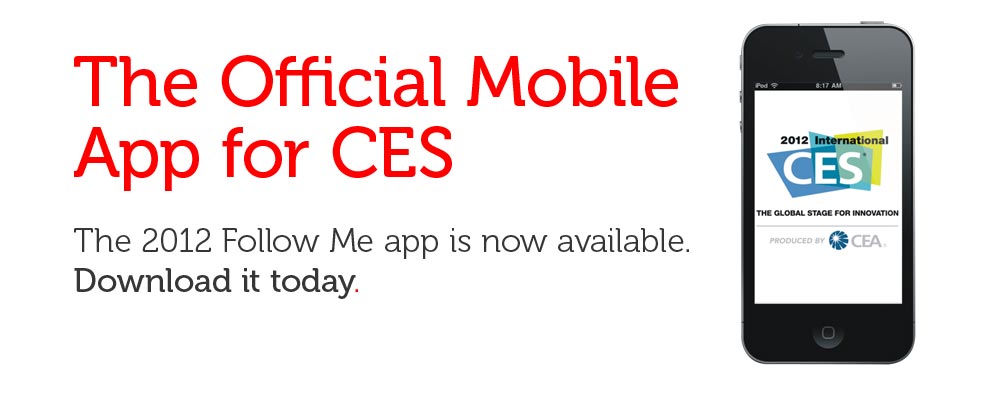 The Official Mobile
App for CES
The 2012 Follow Me app is now available.
Download it today.
iPod 8:17 AM
2012 International
CES®
THE GLOBAL STAGE FOR INNOVATION
PRODUCED BY CEA®